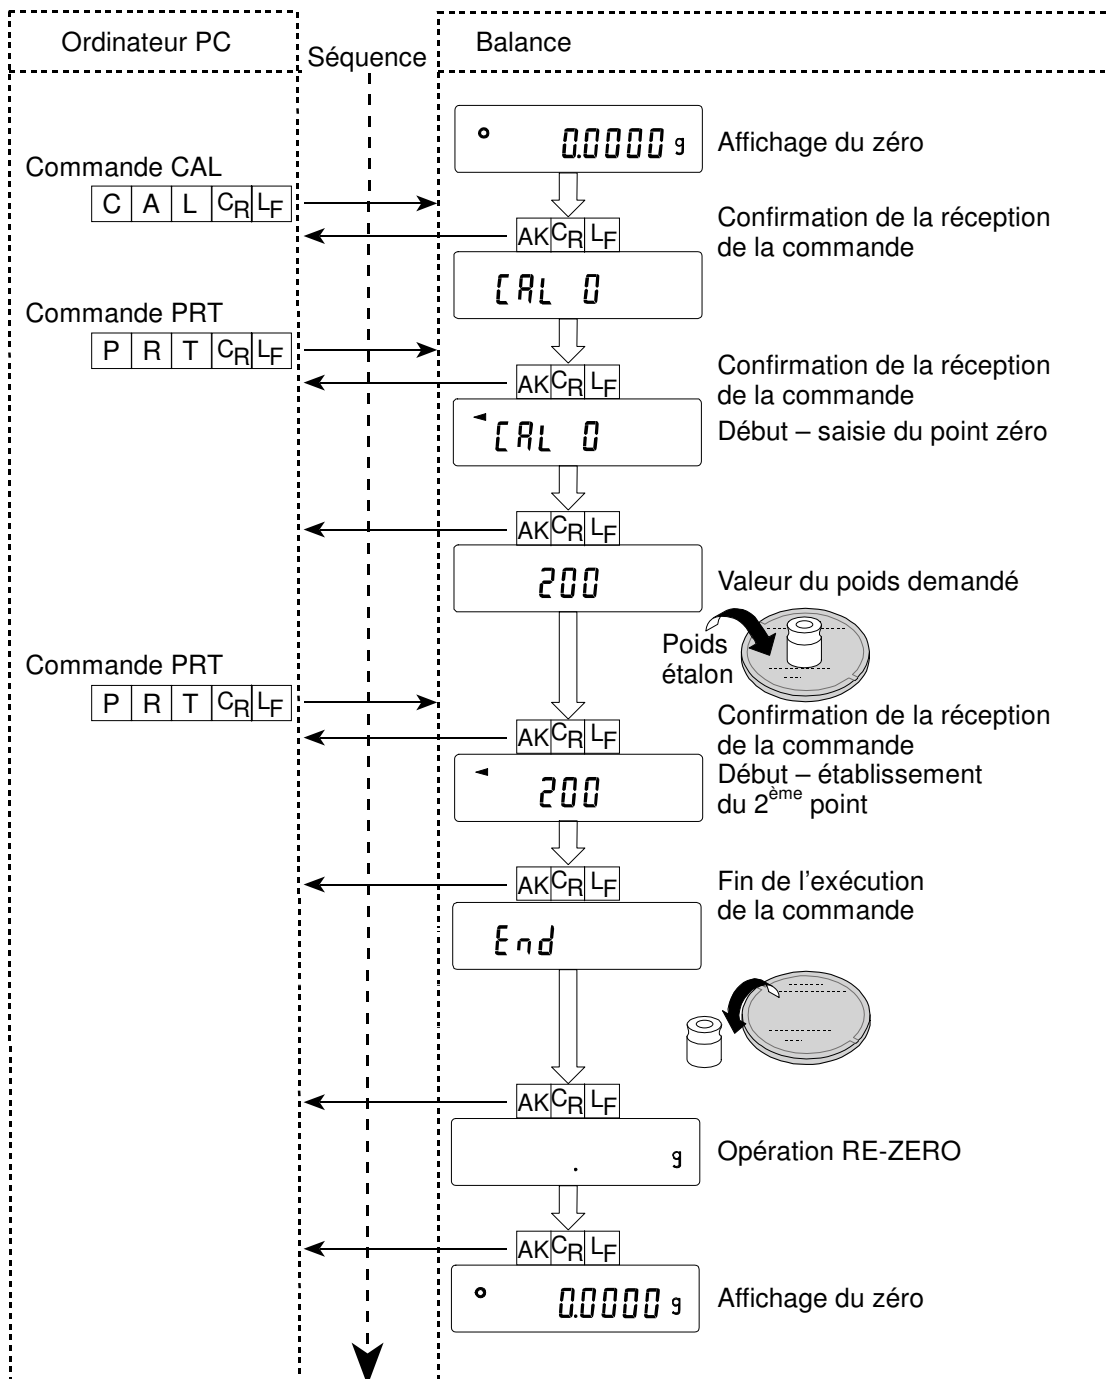 Ordinateur PC
Séquence
Balance
0.0000 g
Affichage du zéro
Commande CAL
C A L CR LF
AK CR LF
Confirmation de la réception
de la commande
CAL 0
Commande PRT
P R T CR LF
AK CR LF
Confirmation de la réception
de la commande
CAL 0
Début – saisie du point zéro
AK CR LF
200
Valeur du poids demandé
Poids
étalon
Commande PRT
P R T CR LF
AK CR LF
Confirmation de la réception
de la commande
200
Début – établissement
du 2ème point
AK CR LF
Fin de l'exécution
de la commande
End
AK CR LF
. g
Opération RE-ZERO
AK CR LF
0.0000 g
Affichage du zéro